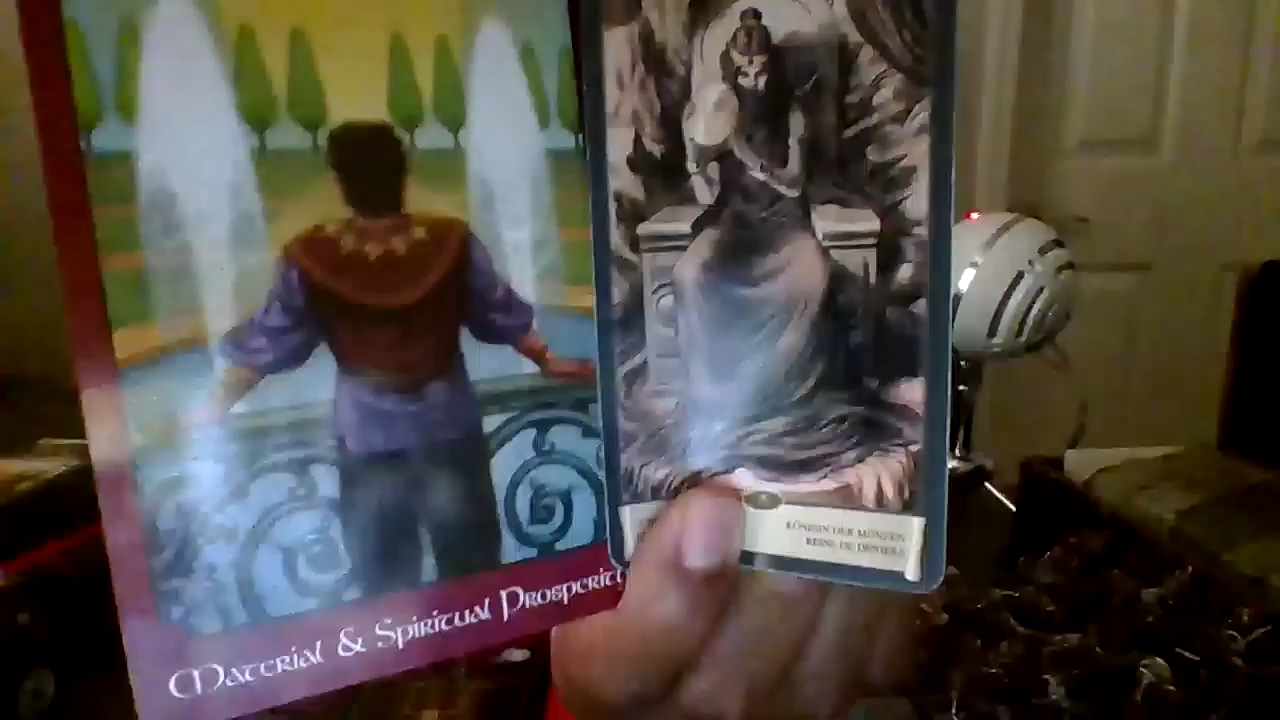 Material & Spiritual Prosperity
KÖNIGIN DER MÜNZEN
REINE DE DENIERS